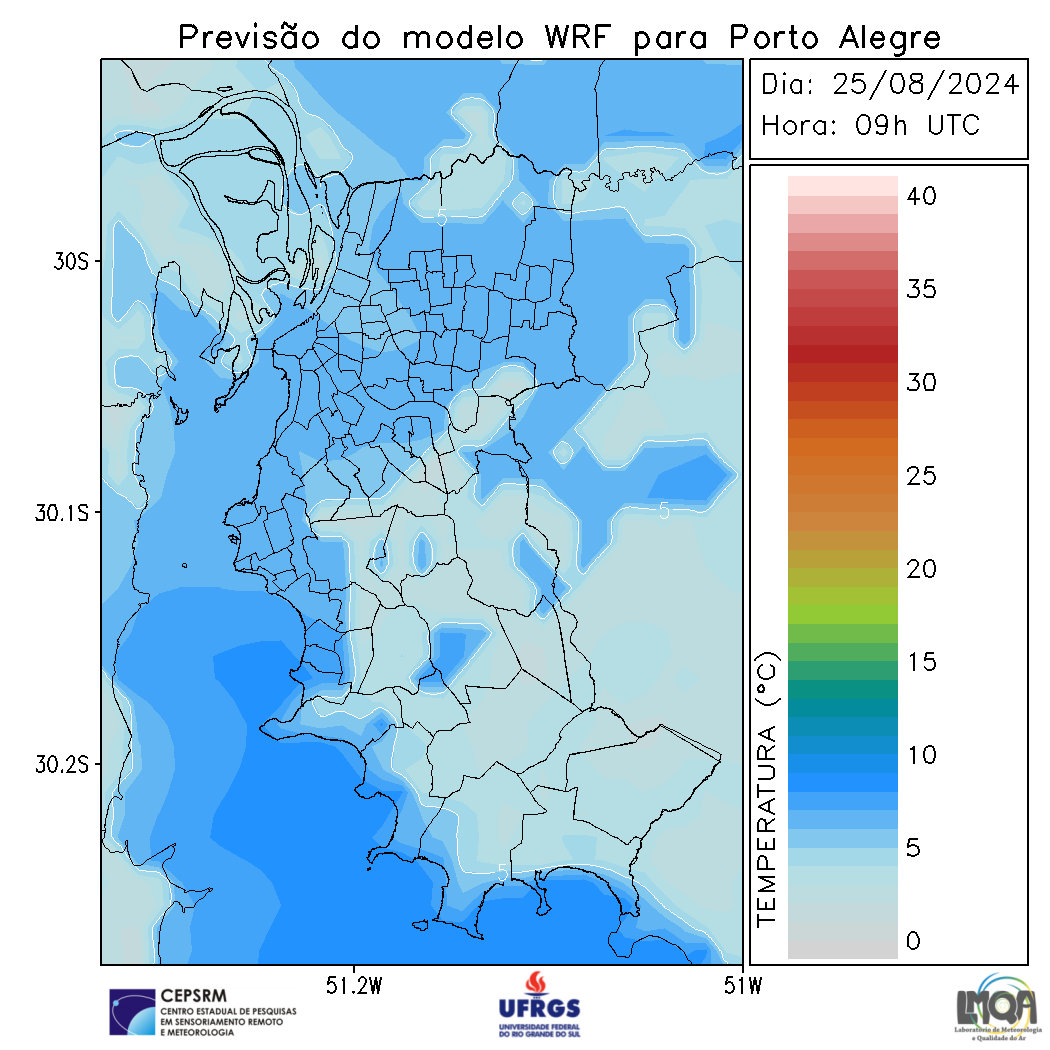 Previsão do modelo WRF para Porto Alegre
Dia: 25/08/2024
Hora: 09h UTC
30S
30.1S
30.2S
51.2W
51W
5
5
5
TEMPERATURA (°C)
40
35
30
25
20
15
10
5
0
CEPSRM
CENTRO ESTADUAL DE PESQUISAS
EM SENSORIAMENTO REMOTO
E METEOROLOGIA
UFRGS
UNIVERSIDADE FEDERAL
DO RIO GRANDE DO SUL
LMQA
Laboratório de Meteorologia
e Qualidade do Ar